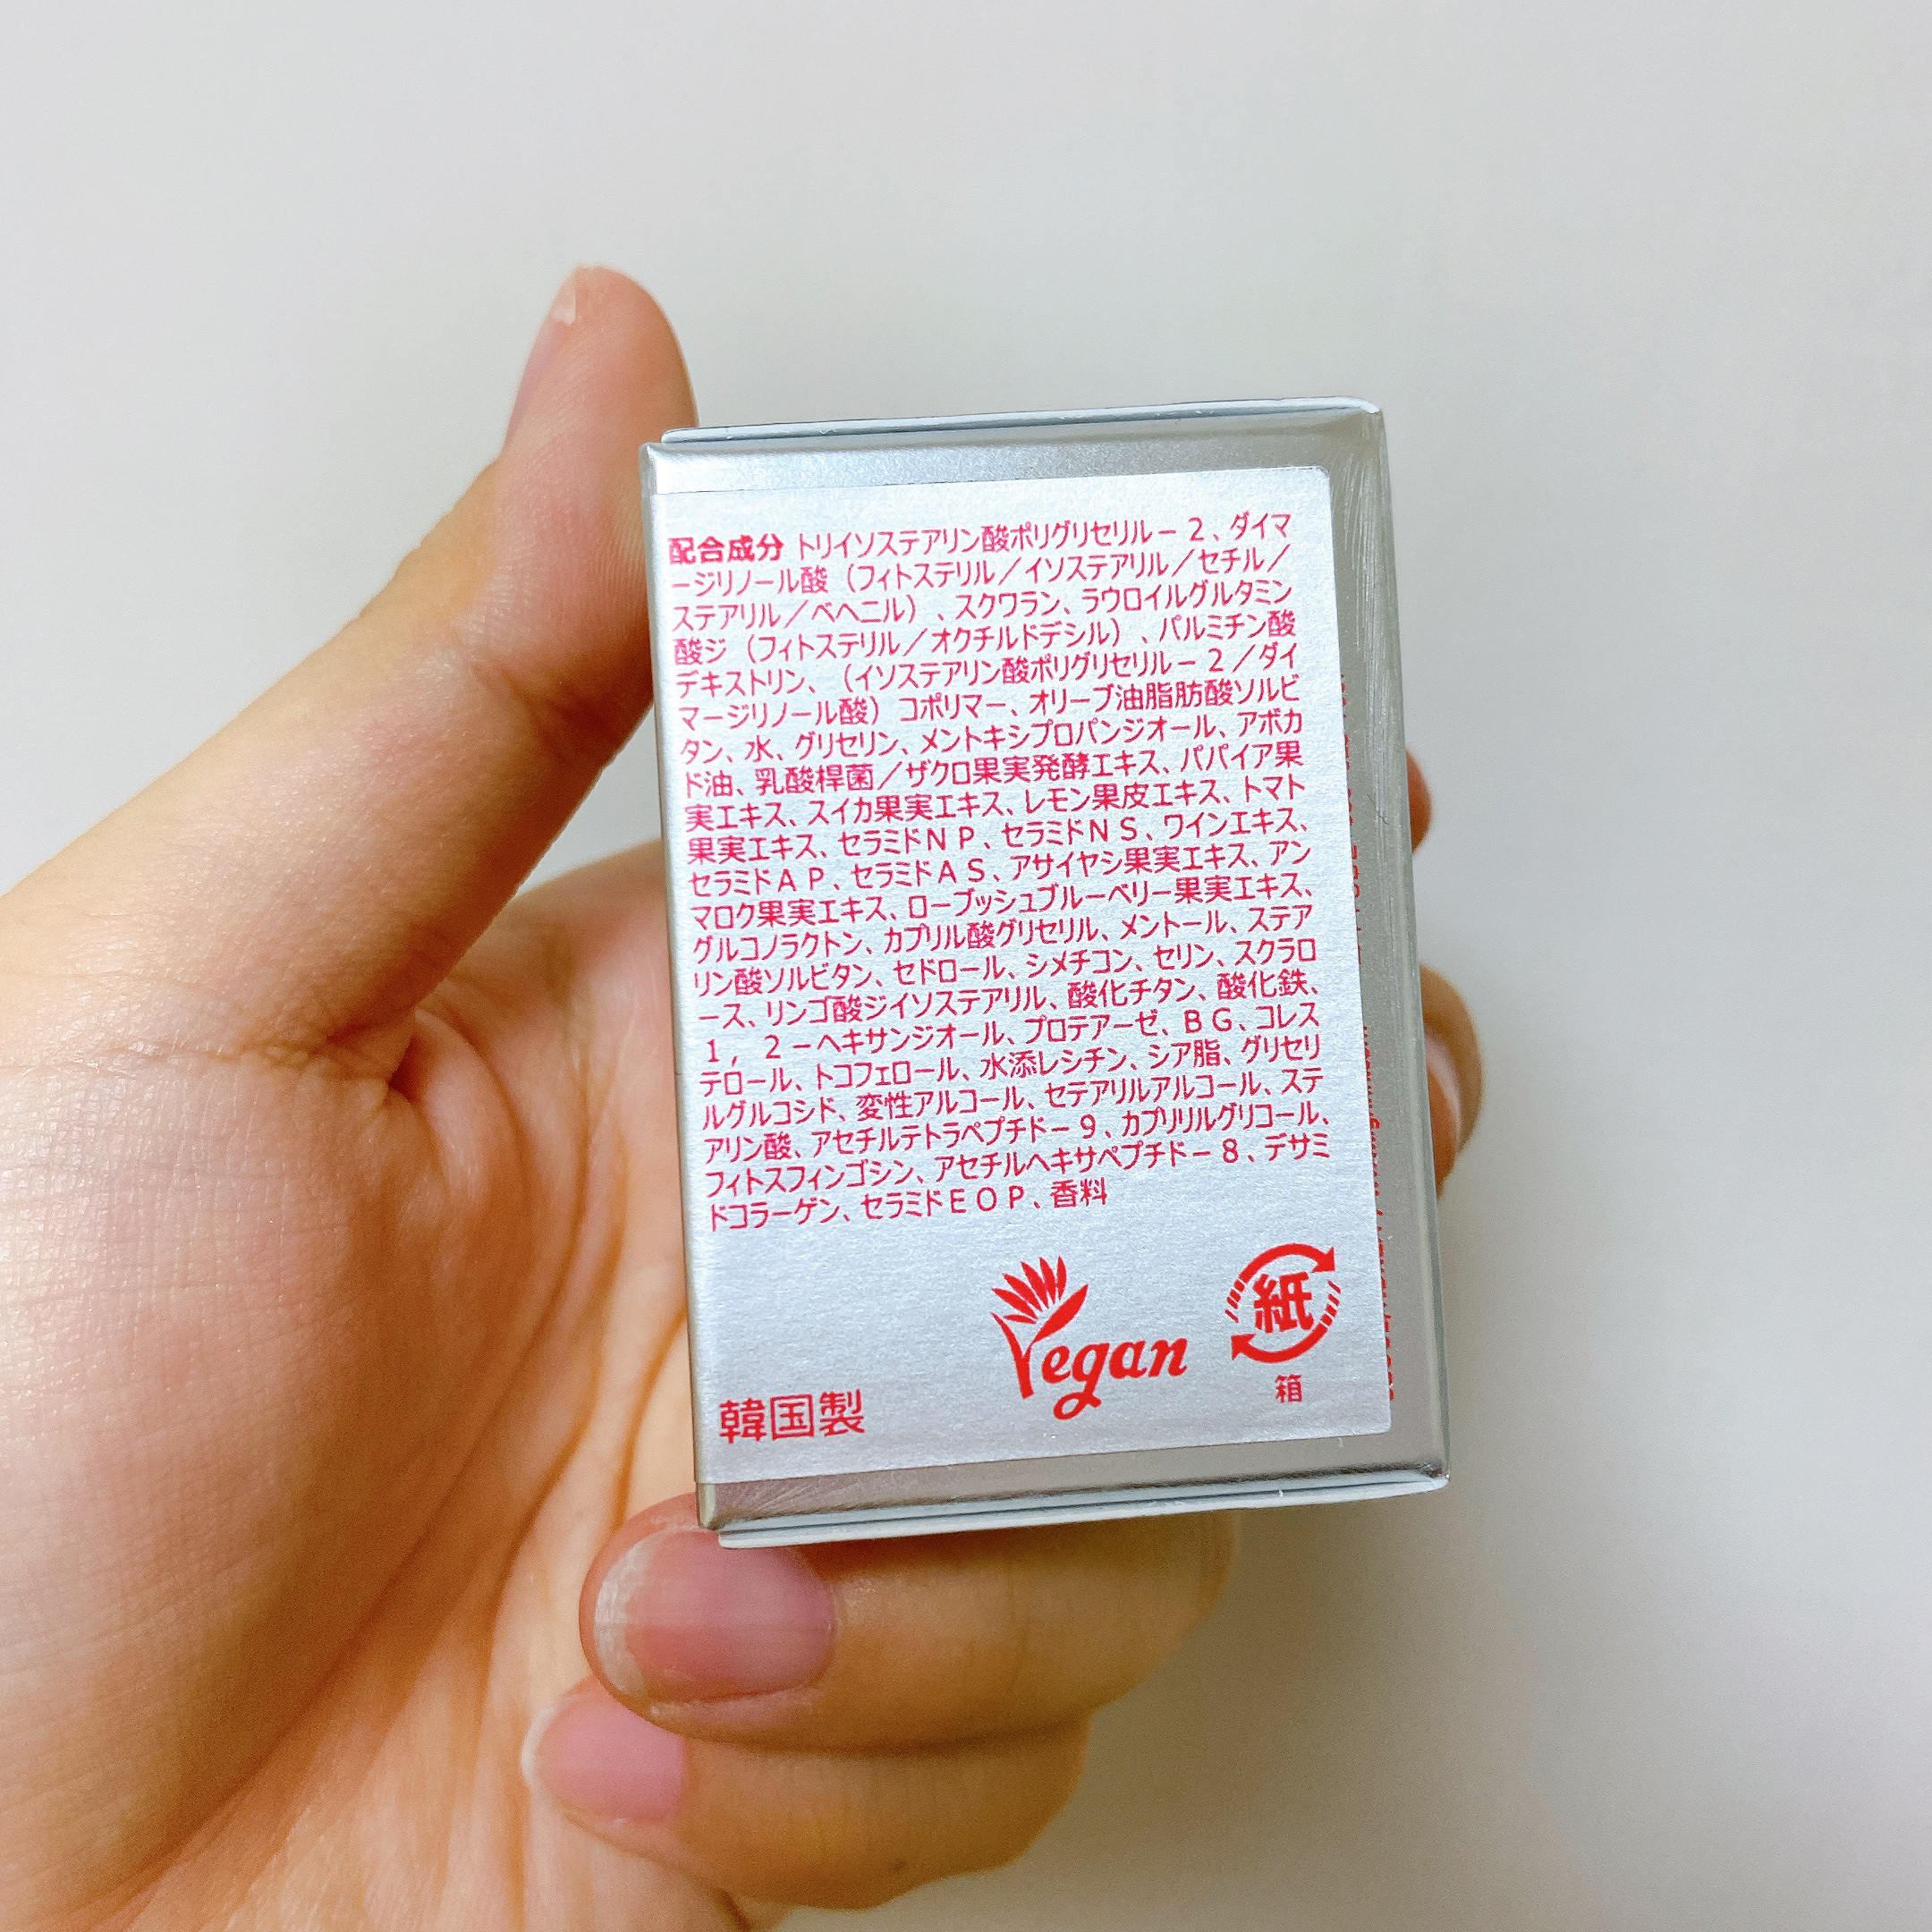 配合成分 トリイソステアリン酸ポリグリセリル－２、ダイマ
ージリノール酸（フィトステリル／イソステアリル／セチル／
ステアリル／ベヘニル）、スクワラン、ラウロイルグルタミン
酸ジ（フィトステリル／オクチルドデシル）、パルミチン酸
デキストリン、（イソステアリン酸ポリグリセリル－２／ダイ
マージリノール酸）コポリマー、オリーブ油脂肪酸ソルビ
タン、水、グリセリン、メントキシプロパンジオール、アボカ
ド油、乳酸桿菌／ザクロ果実発酵エキス、パパイア果
実エキス、スイカ果実エキス、レモン果皮エキス、トマト
果実エキス、セラミドＮＰ、セラミドＮＳ、ワインエキス、
セラミドＡＰ、セラミドＡＳ、アサイヤシ果実エキス、アン
マロク果実エキス、ローブッシュブルーベリー果実エキス、
グルコノラクトン、カプリル酸グリセリル、メントール、ステア
リン酸ソルビタン、セドロール、シメチコン、セリン、スクラロ
ース、リンゴ酸ジイソステアリル、酸化チタン、酸化鉄、
１，２－ヘキサンジオール、プロテアーゼ、ＢＧ、コレス
テロール、トコフェロール、水添レシチン、シア脂、グリセリ
ルグルコシド、変性アルコール、セテアリルアルコール、ステ
アリン酸、アセチルテトラペプチド－９、カプリリルグリコール、
フィトスフィンゴシン、アセチルヘキサペプチド－８、デサミ
ドコラーゲン、セラミドＥＯＰ、香料
Vegan
紙
箱
韓国製